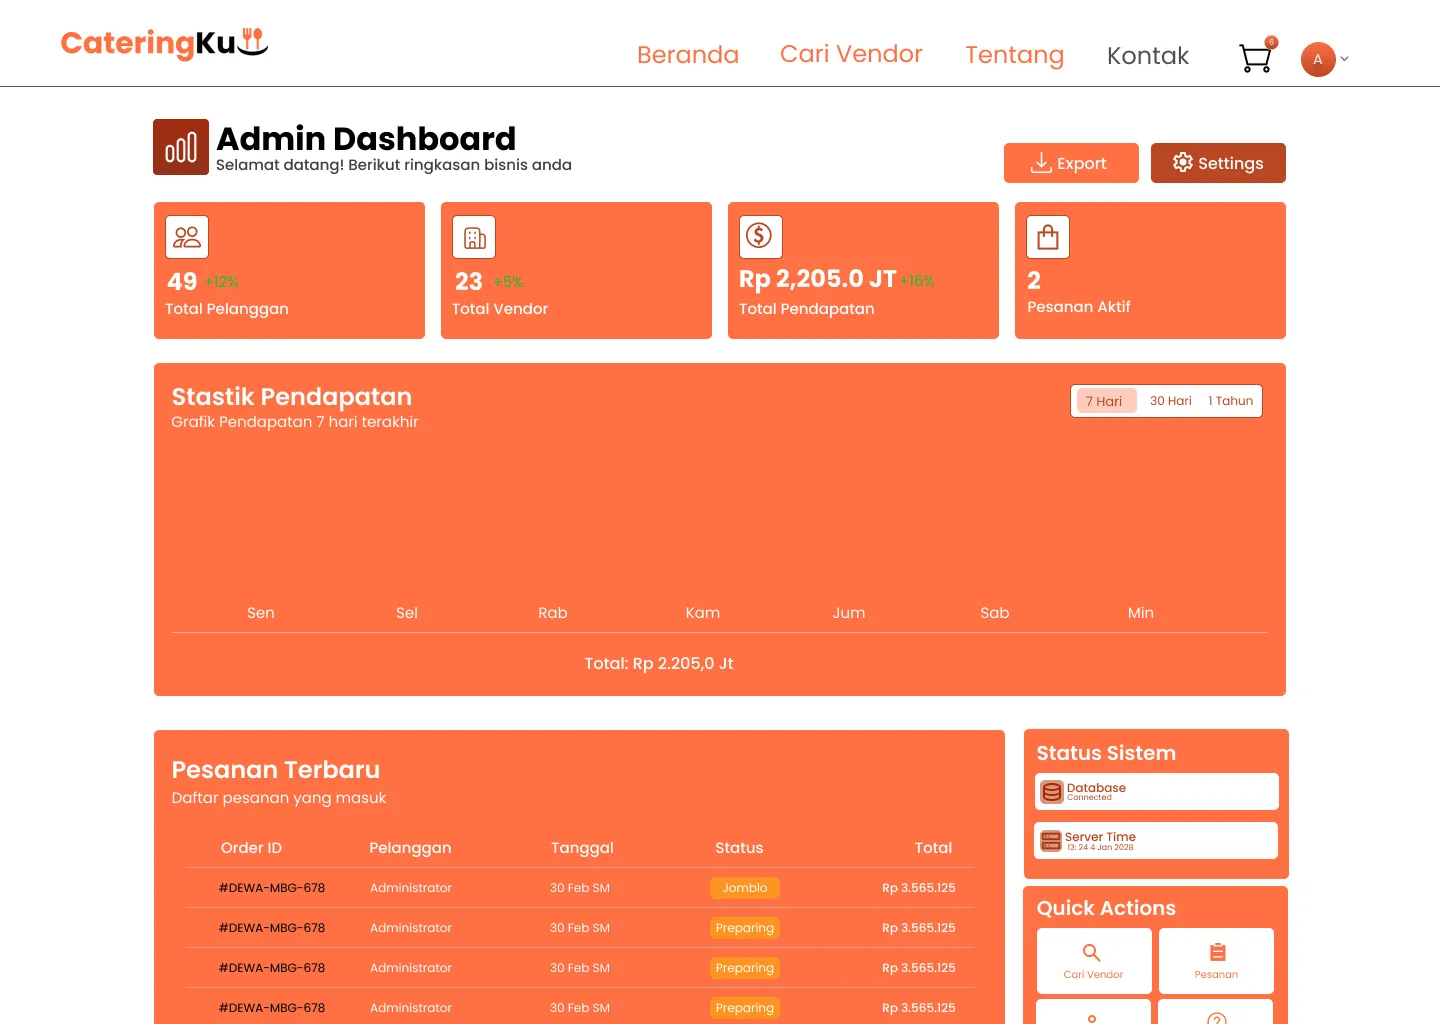 CateringKu
Beranda
Cari Vendor
Tentang
Kontak
6
A
Admin Dashboard
Selamat datang! Berikut ringkasan bisnis anda
Export
Settings
49 +12%
Total Pelanggan
23 +5%
Total Vendor
Rp 2,205.0 JT +16%
Total Pendapatan
2
Pesanan Aktif
Stastik Pendapatan
Grafik Pendapatan 7 hari terakhir
7 Hari 30 Hari 1 Tahun
Sen Sel Rab Kam Jum Sab Min
Total: Rp 2.205,0 Jt
Pesanan Terbaru
Daftar pesanan yang masuk
Order ID Pelanggan Tanggal Status Total
#DEWA-MBG-678 Administrator 30 Feb SM Jomblo Rp 3.565.125
#DEWA-MBG-678 Administrator 30 Feb SM Preparing Rp 3.565.125
#DEWA-MBG-678 Administrator 30 Feb SM Preparing Rp 3.565.125
#DEWA-MBG-678 Administrator 30 Feb SM Preparing Rp 3.565.125
Status Sistem
Database
Connected
Server Time
13: 24 4 Jan 2028
Quick Actions
Cari Vendor
Pesanan